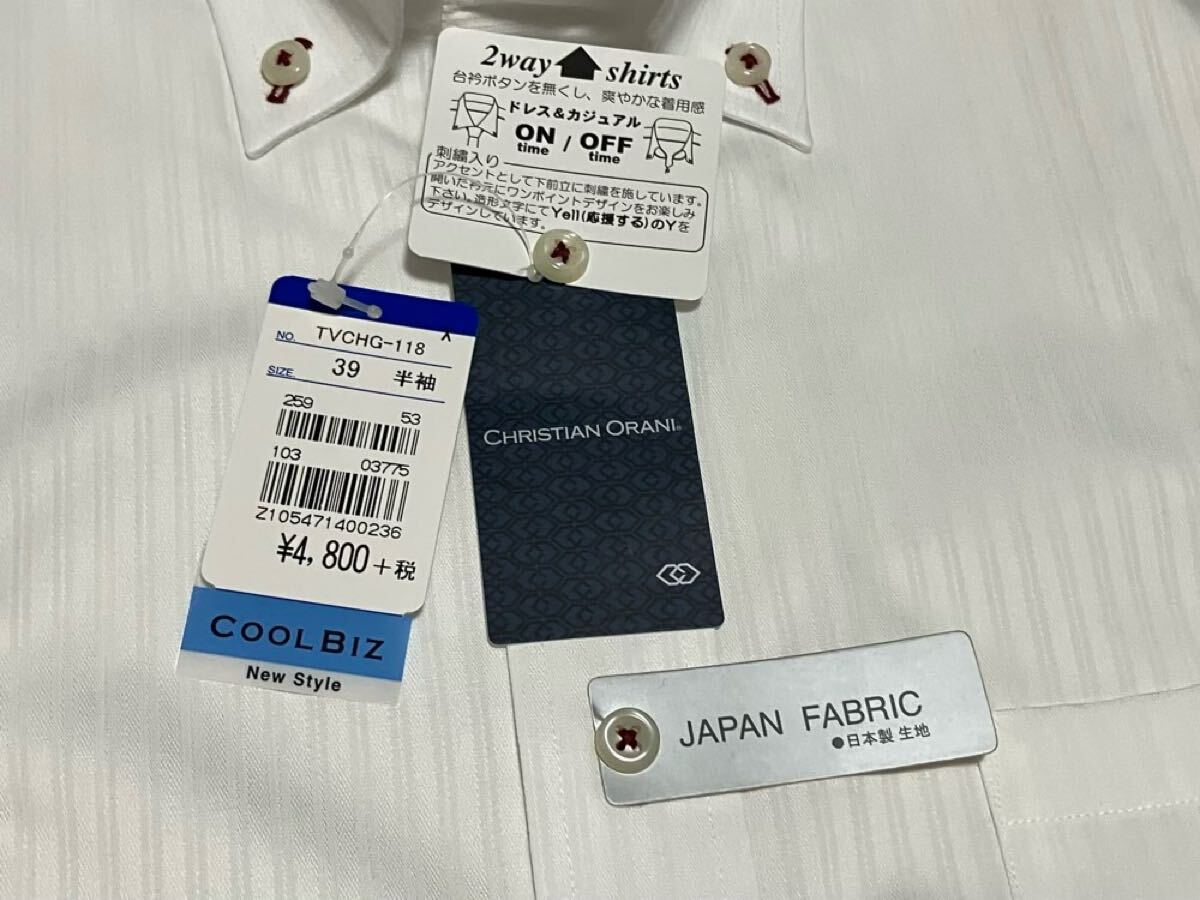 2way shirts
台衿ボタンを無くし、爽やかな着用感
ドレス&カジュアル
ON / OFF
time time
刺繍入り
アクセントとして下前立に刺繍を施しています。
開いた衿元にワンポイントデザインをお楽しみ
下さい。造形文字にてYell(応援する)のYを
デザインしています。
NO. TVCHG-118 X
SIZE 39 半袖
259 53
103 03775
Z105471400236
¥4,800+税
COOLBIZ
New Style
CHRISTIAN ORANI®
JAPAN FABRIC
●日本製 生地